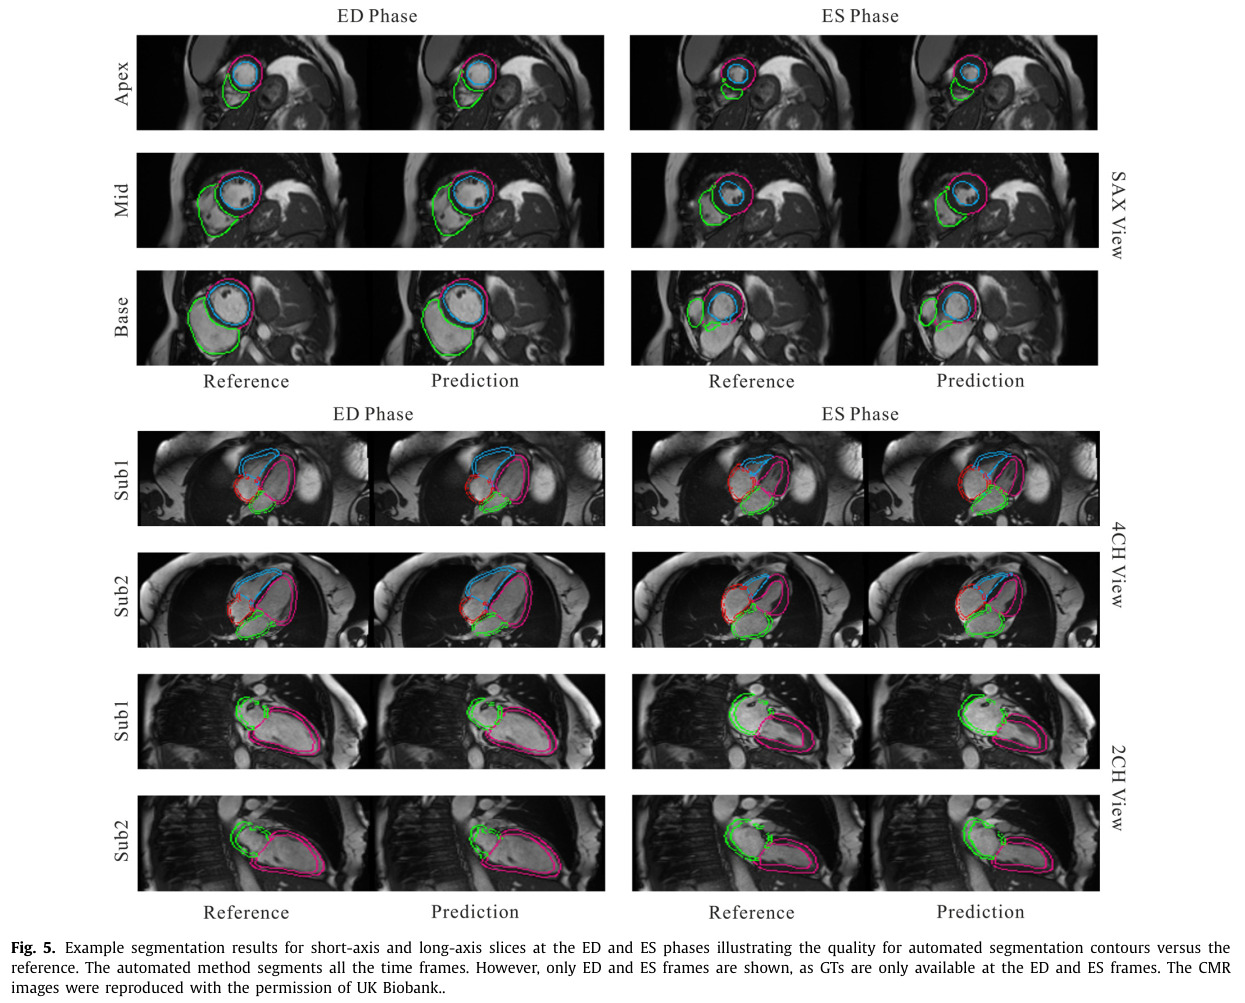 ED Phase
ES Phase
Apex
Mid
Base
SAX View
Reference
Prediction
Reference
Prediction
ED Phase
ES Phase
Sub1
Sub2
4CH View
Sub1
Sub2
2CH View
Reference
Prediction
Reference
Prediction
Fig. 5. Example segmentation results for short-axis and long-axis slices at the ED and ES phases illustrating the quality for automated segmentation contours versus the
reference. The automated method segments all the time frames. However, only ED and ES frames are shown, as GTs are only available at the ED and ES frames. The CMR
images were reproduced with the permission of UK Biobank..